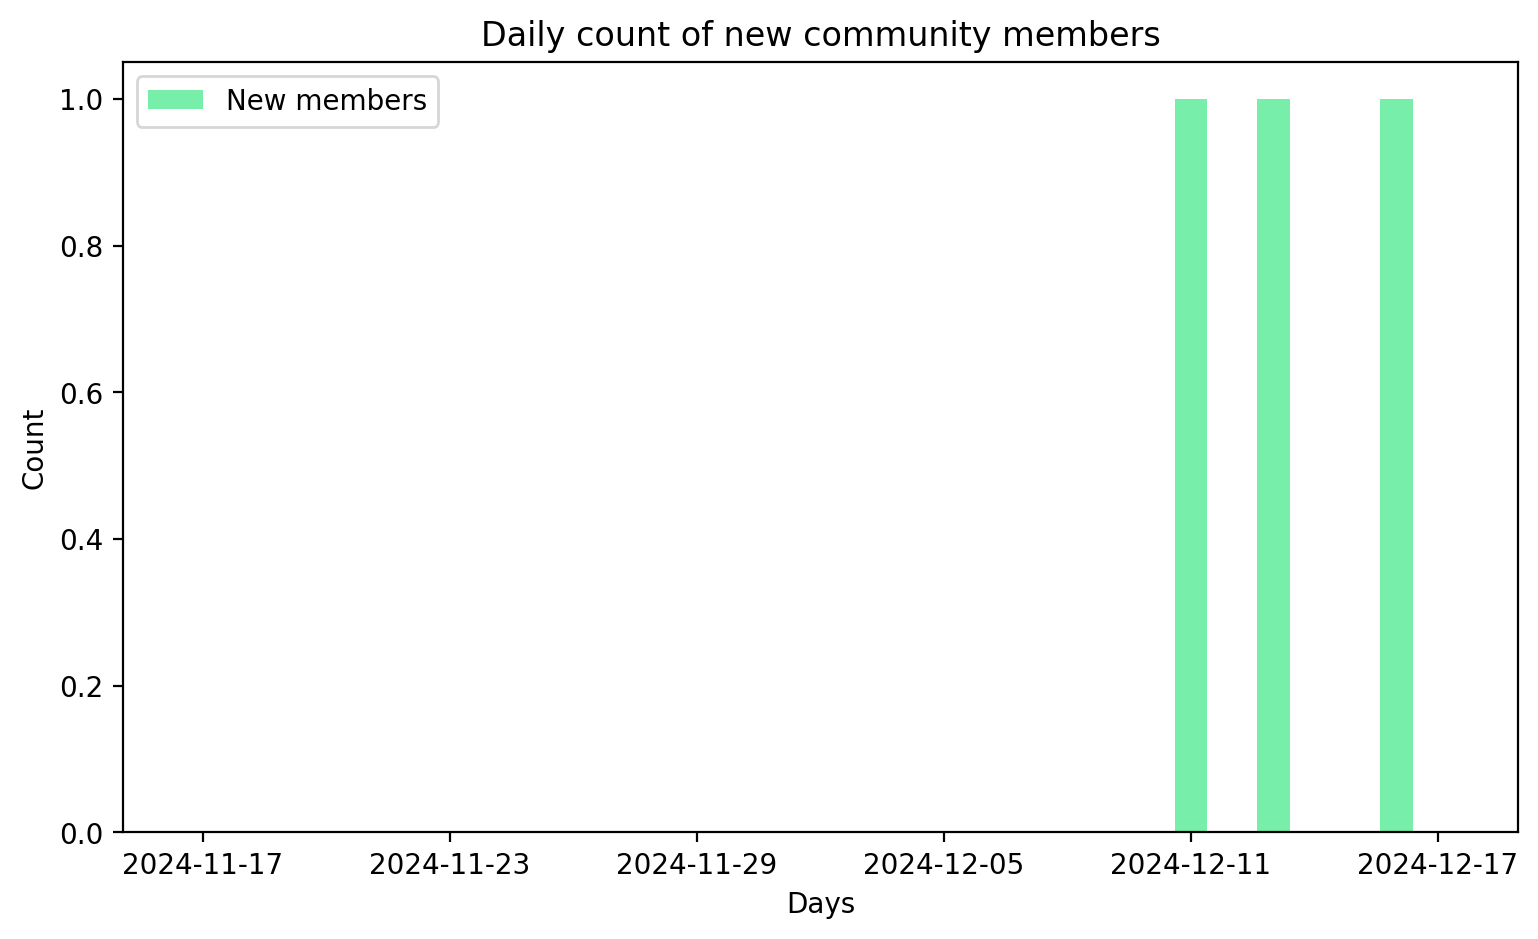 Daily count of new community members
New members
1.0
0.8
0.6
0.4
0.2
0.0
Count
2024-11-17 2024-11-23 2024-11-29 2024-12-05 2024-12-11 2024-12-17
Days